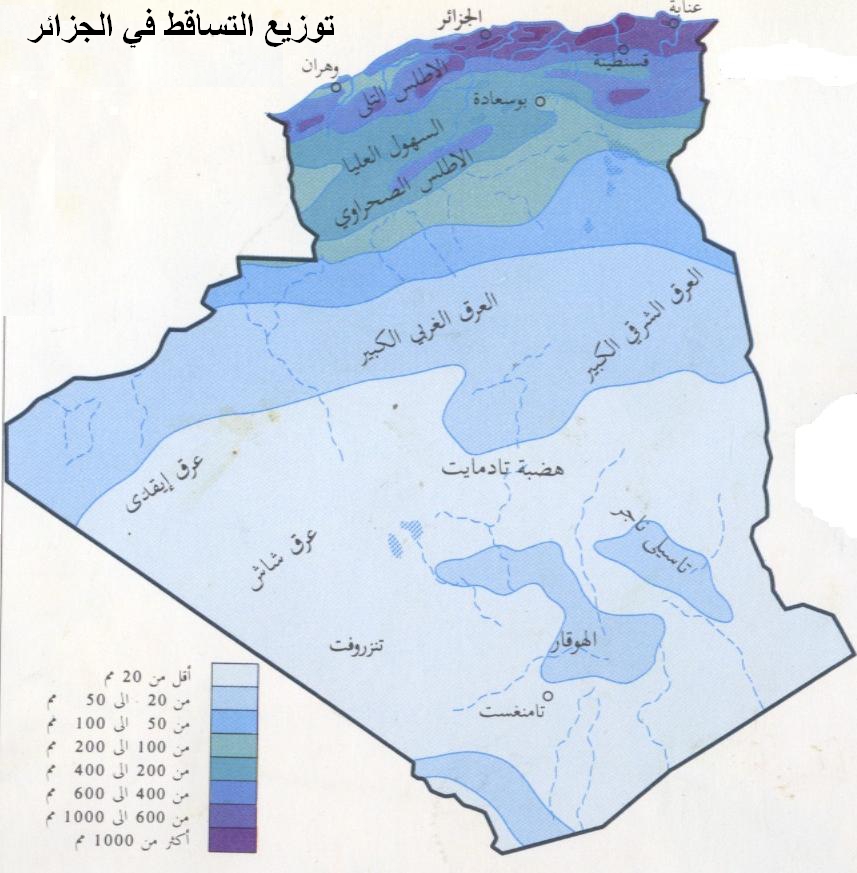 توزيع التساقط في الجزائر
عنابة
الجزائر
قسنطينة
وهران
الاطلس التلي
بوسعادة
السهول العليا
الاطلس الصحراوي
العرق الشرقي الكبير
العرق الغربي الكبير
هضبة تادمايت
عرق إيقدى
تاسيلي ناجر
عرق شاش
الهوقار
تنزروفت
تامنغست
أقل من 20 مم
من 20 الى 50 مم
من 50 الى 100 مم
من 100 الى 200 مم
من 200 الى 400 مم
من 400 الى 600 مم
من 600 الى 1000 مم
أكثر من 1000 مم